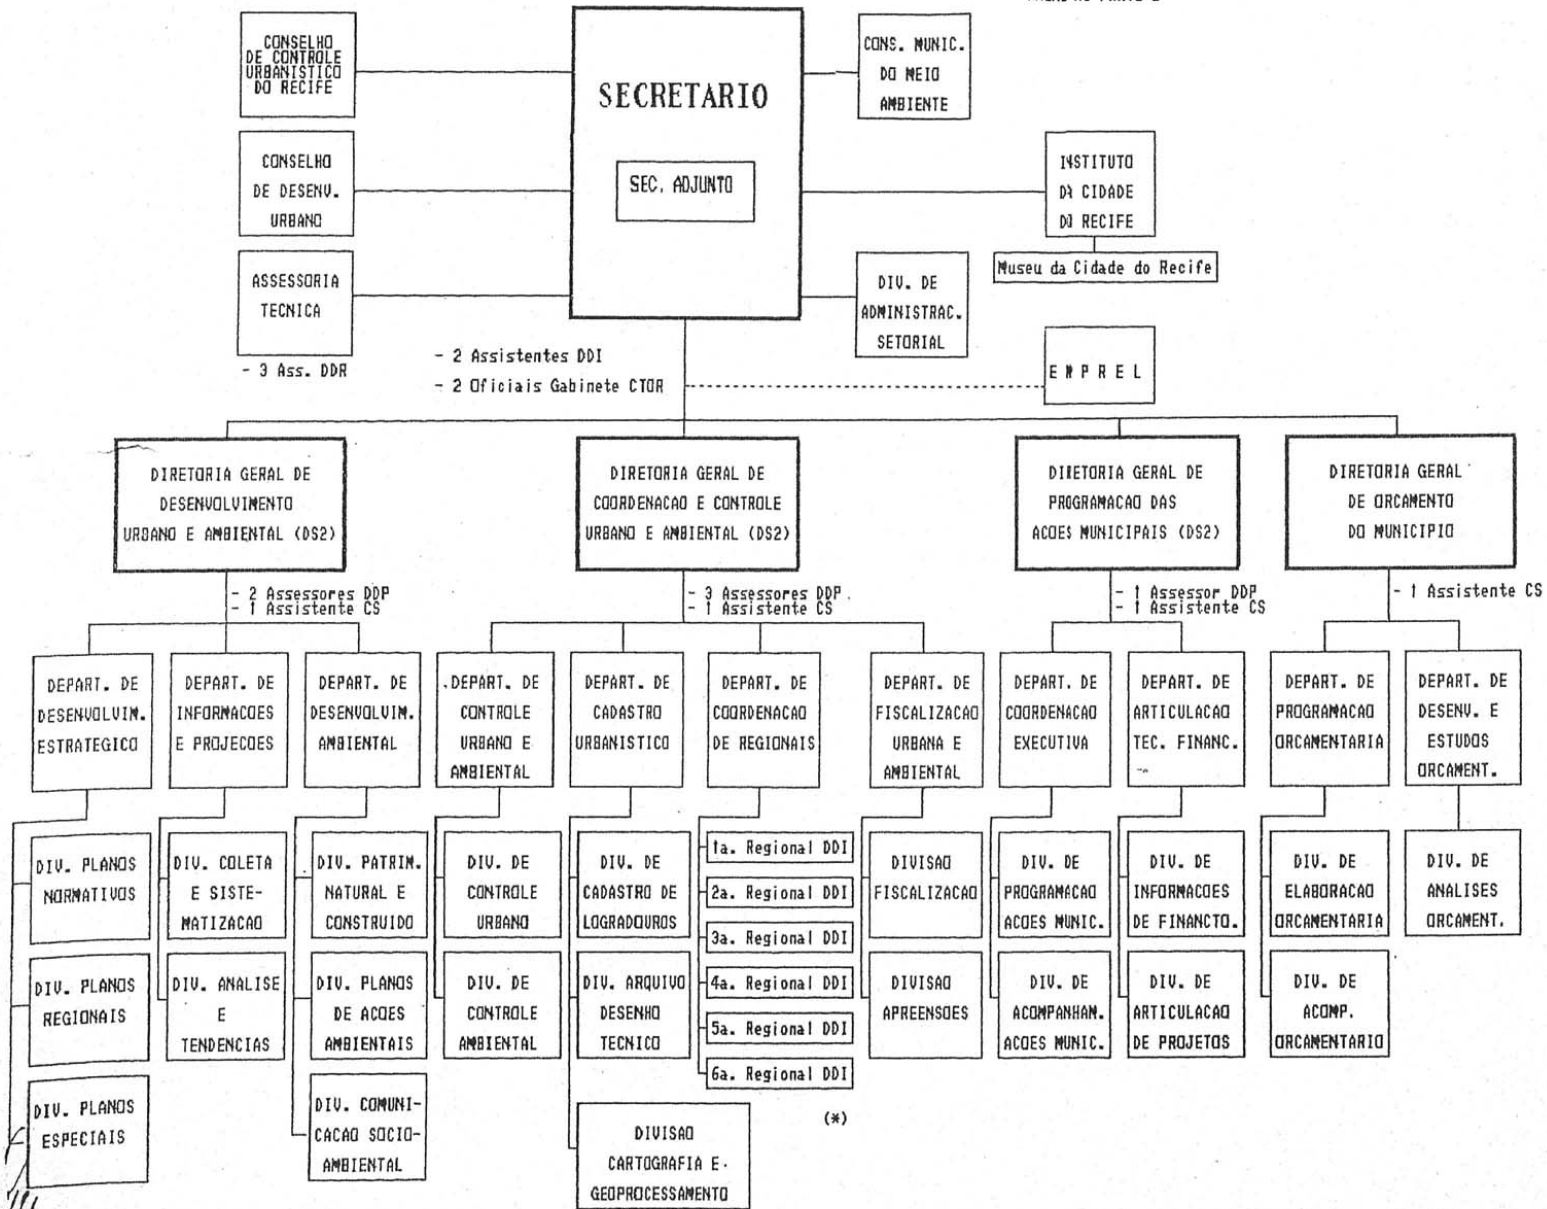 CONSELHO
DE CONTROLE
URBANISTICO
DO RECIFE
SECRETARIO
SEC. ADJUNTO
CONS. MUNIC.
DO MEIO
AMBIENTE
CONSELHO
DE DESENV.
URBANO
INSTITUTO
DA CIDADE
DO RECIFE
Museu da Cidade do Recife
ASSESSORIA
TECNICA
- 3 Ass. DDR
DIV. DE
ADMINISTRAC.
SETORIAL
- 2 Assistentes DDI
- 2 Oficiais Gabinete CTOR
E M P R E L
DIRETORIA GERAL DE
DESENVOLVIMENTO
URBANO E AMBIENTAL (DS2)
DIRETORIA GERAL DE
COORDENACAO E CONTROLE
URBANO E AMBIENTAL (DS2)
DIRETORIA GERAL DE
PROGRAMACAO DAS
ACOES MUNICIPAIS (DS2)
DIRETORIA GERAL
DE ORCAMENTO
DO MUNICIPIO
- 2 Assessores DDP
- 1 Assistente CS
- 3 Assessores DDP.
- 1 Assistente CS
- 1 Assessor DDP
- 1 Assistente CS
- 1 Assistente CS
DEPART. DE
DESENVOLVIM.
ESTRATEGICO
DEPART. DE
INFORMACOES
E PROJECOES
DEPART. DE
DESENVOLVIM.
AMBIENTAL
DEPART. DE
CONTROLE
URBANO E
AMBIENTAL
DEPART. DE
CADASTRO
URBANISTICO
DEPART. DE
COORDENACAO
DE REGIONAIS
DEPART. DE
FISCALIZACAO
URBANA E
AMBIENTAL
DEPART. DE
COORDENACAO
EXECUTIVA
DEPART. DE
ARTICULACAO
TEC. FINANC.
DEPART. DE
PROGRAMACAO
ORCAMENTARIA
DEPART. DE
DESENV. E
ESTUDOS
ORCAMENT.
DIV. PLANOS
NORMATIVOS
DIV. COLETA
E SISTE-
MATIZACAO
DIV. PATRIM.
NATURAL E
CONSTRUIDO
DIV. DE
CONTROLE
URBANO
DIV. DE
CADASTRO DE
LOGRADOUROS
1a. Regional DDI
2a. Regional DDI
3a. Regional DDI
4a. Regional DDI
5a. Regional DDI
6a. Regional DDI
(*)
DIVISAO
FISCALIZACAO
DIV. DE
PROGRAMACAO
ACOES MUNIC.
DIV. DE
INFORMACOES
DE FINANCTO.
DIV. DE
ELABORACAO
ORCAMENTARIA
DIV. DE
ANALISES
ORCAMENT.
DIV. PLANOS
REGIONAIS
DIV. ANALISE
E
TENDENCIAS
DIV. PLANOS
DE ACOES
AMBIENTAIS
DIV. DE
CONTROLE
AMBIENTAL
DIV. ARQUIVO
DESENHO
TECNICO
DIVISAO
APREENSOES
DIV. DE
ACOMPANHAM.
ACOES MUNIC.
DIV. DE
ARTICULACAO
DE PROJETOS
DIV. DE
ACOMP.
ORCAMENTARIO
DIV. PLANOS
ESPECIAIS
DIV. COMUNI-
CACAO SOCIO-
AMBIENTAL
DIVISAO
CARTOGRAFIA E
GEOPROCESSAMENTO